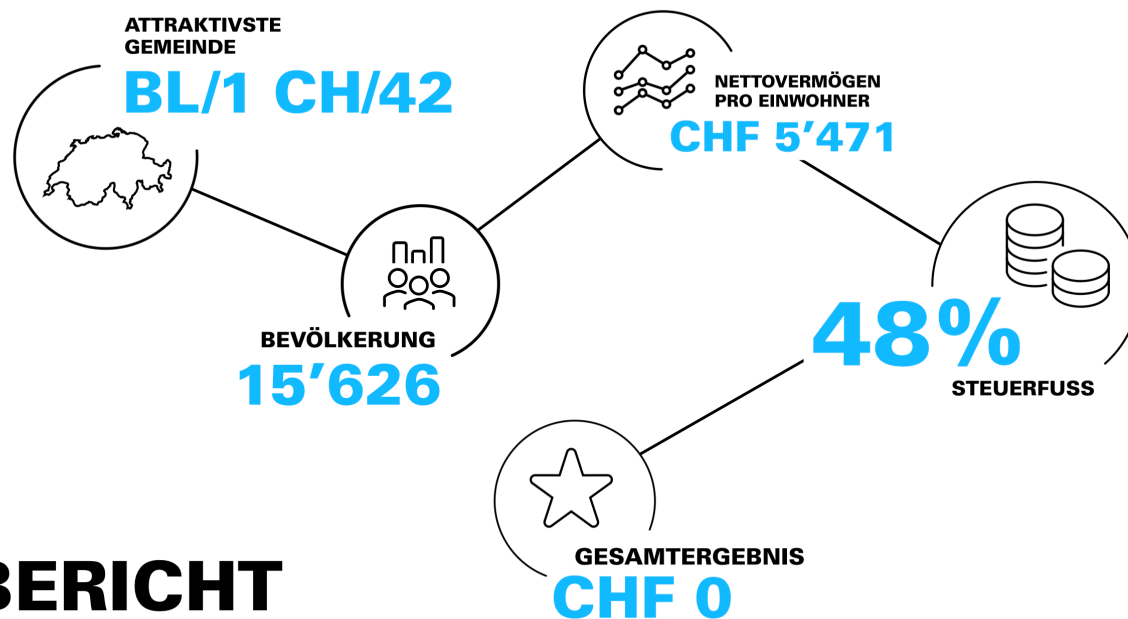 ATTRAKTIVSTE
GEMEINDE
BL/1 CH/42
NETTOVERMÖGEN
PRO EINWOHNER
CHF 5’471
BEVÖLKERUNG
15’626
48%
STEUERFUSS
GESAMTERGEBNIS
CHF 0
BERICHT